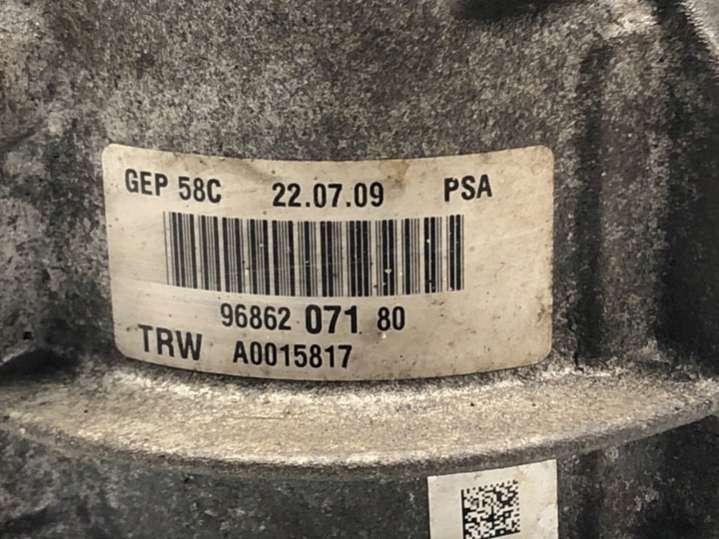 GEP 58C 22.07.09 PSA
96862 071 80
TRW A0015817